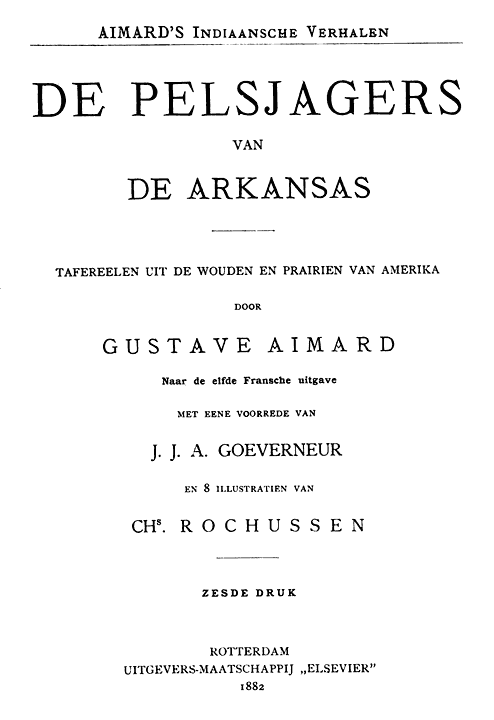 AIMARD'S INDIAANSCHE VERHALEN
DE PELSJAGERS
VAN
DE ARKANSAS
TAFEREELEN UIT DE WOUDEN EN PRAIRIEN VAN AMERIKA
DOOR
GUSTAVE AIMARD
Naar de elfde Fransche uitgave
MET EENE VOORREDE VAN
J. J. A. GOEVERNEUR
EN 8 ILLUSTRATIEN VAN
CHˢ. ROCHUSSEN
ZESDE DRUK
ROTTERDAM
UITGEVERS-MAATSCHAPPIJ „ELSEVIER”
1882